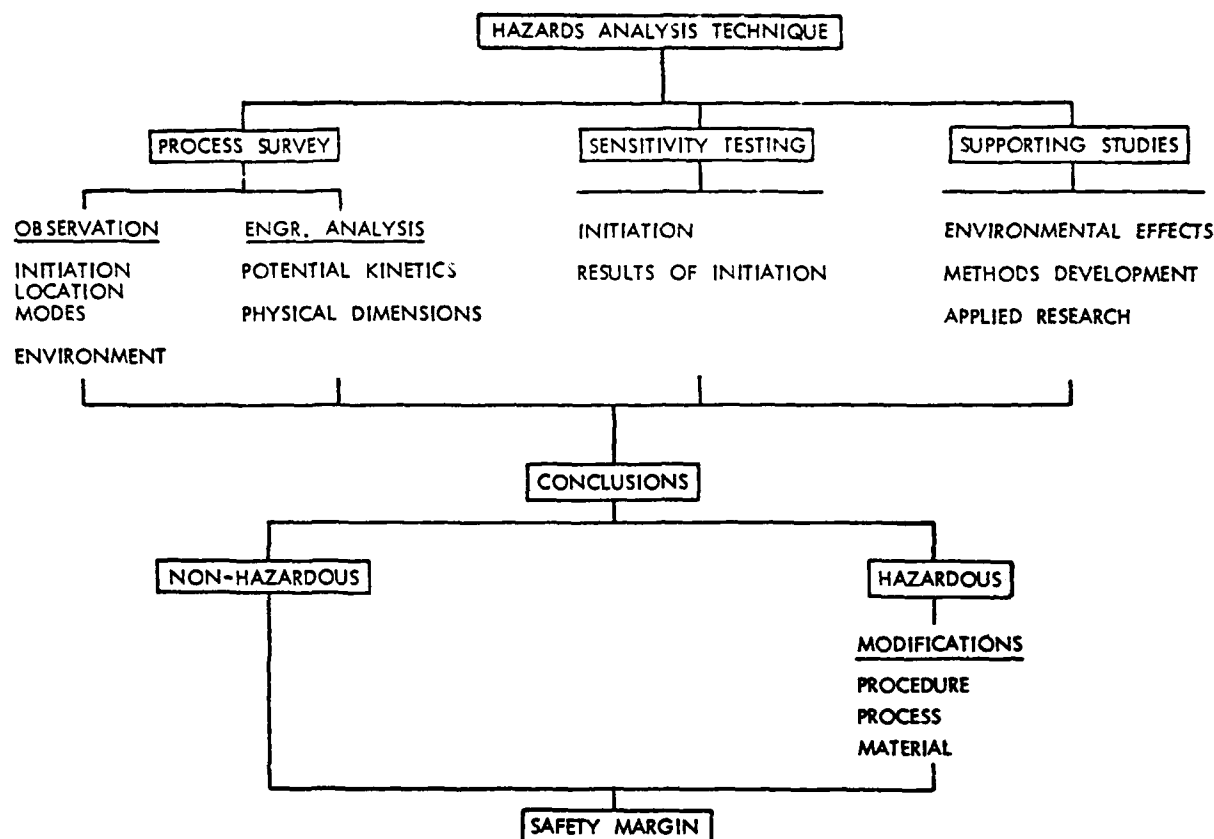 HAZARDS ANALYSIS TECHNIQUE
PROCESS SURVEY
SENSITIVITY TESTING
SUPPORTING STUDIES
OBSERVATION
INITIATION
LOCATION
MODES
ENVIRONMENT
ENGR. ANALYSIS
POTENTIAL KINETICS
PHYSICAL DIMENSIONS
INITIATION
RESULTS OF INITIATION
ENVIRONMENTAL EFFECTS
METHODS DEVELOPMENT
APPLIED RESEARCH
CONCLUSIONS
NON-HAZARDOUS
HAZARDOUS
MODIFICATIONS
PROCEDURE
PROCESS
MATERIAL
SAFETY MARGIN